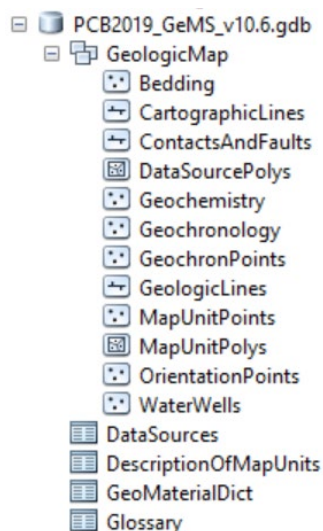 PCB2019_GeMS_v10.6.gdb
GeologicMap
Bedding
CartographicLines
ContactsAndFaults
DataSourcePolys
Geochemistry
Geochronology
GeochronPoints
GeologicLines
MapUnitPoints
MapUnitPolys
OrientationPoints
WaterWells
DataSources
DescriptionOfMapUnits
GeoMaterialDict
Glossary